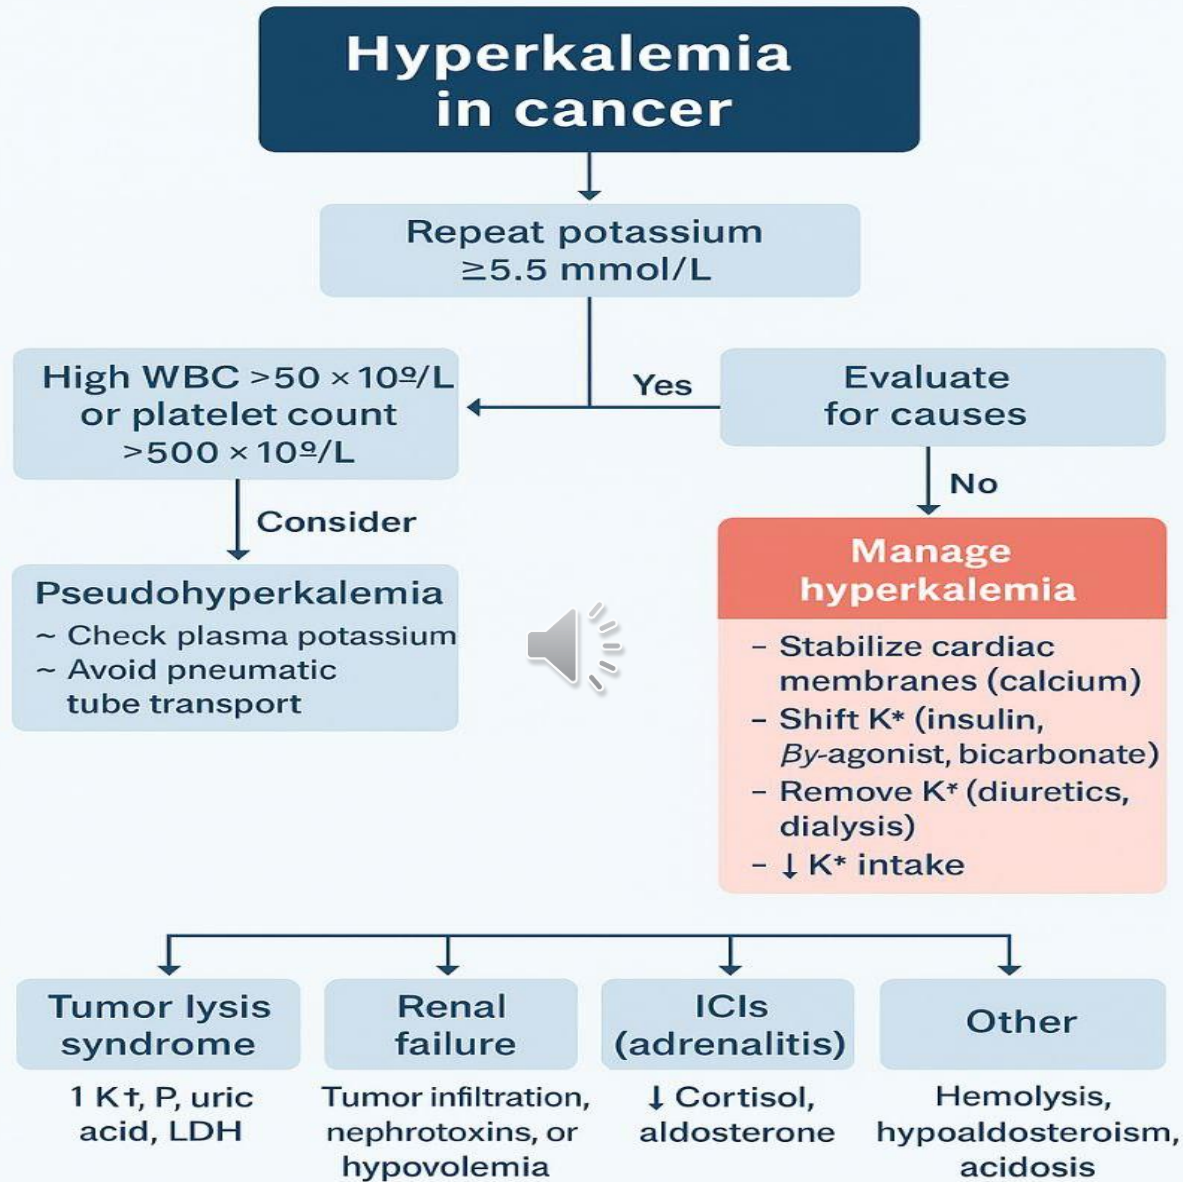 Hyperkalemia
in cancer
Repeat potassium
≥5.5 mmol/L
High WBC >50 × 10º/L
or platelet count
>500 × 10º/L
Yes
Evaluate
for causes
Consider
No
Pseudohyperkalemia
~ Check plasma potassium
~ Avoid pneumatic
tube transport
Manage
hyperkalemia
– Stabilize cardiac
membranes (calcium)
– Shift K* (insulin,
By-agonist, bicarbonate)
– Remove K* (diuretics,
dialysis)
– ↓ K* intake
Tumor lysis
syndrome
1 K†, P, uric
acid, LDH
Renal
failure
Tumor infiltration,
nephrotoxins, or
hypovolemia
ICIs
(adrenalitis)
↓ Cortisol,
aldosterone
Other
Hemolysis,
hypoaldosteroism,
acidosis